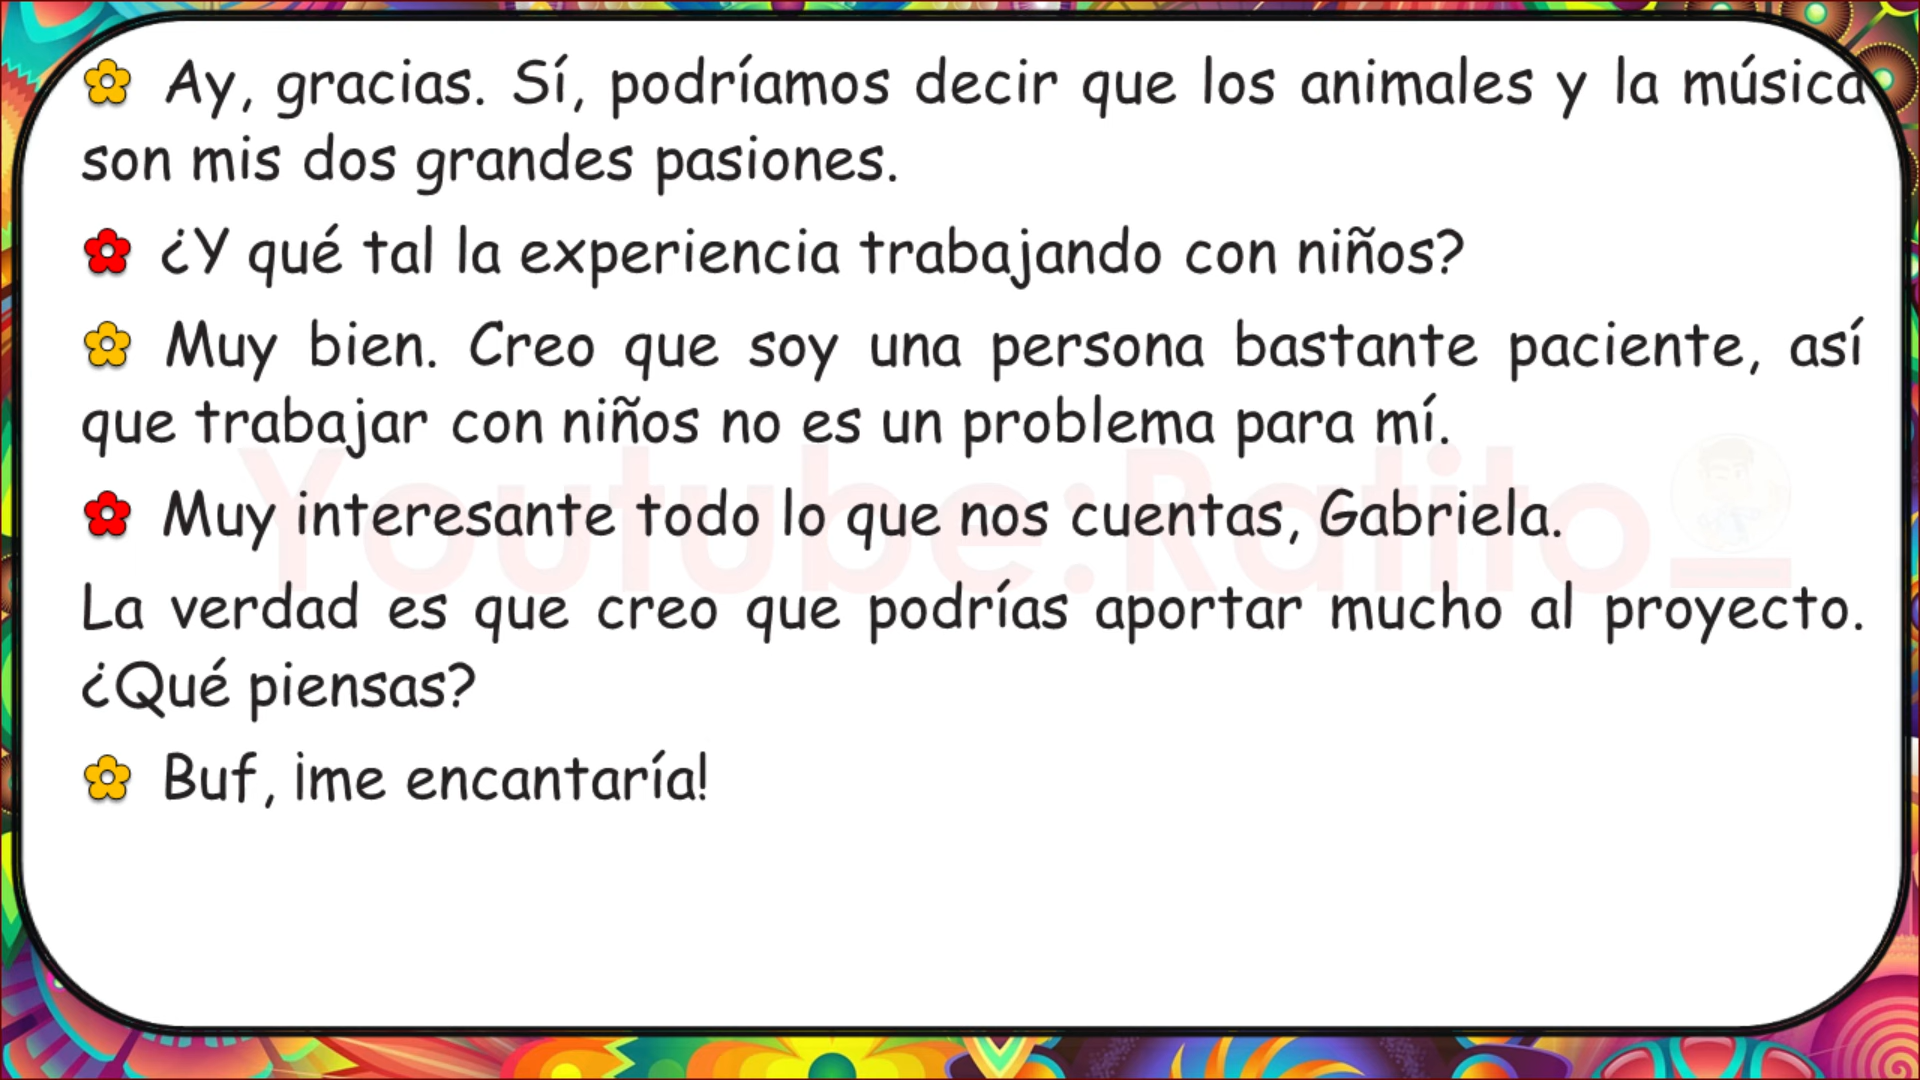 Ay, gracias. Sí, podríamos decir que los animales y la música
son mis dos grandes pasiones.
¿Y qué tal la experiencia trabajando con niños?
Muy bien. Creo que soy una persona bastante paciente, así
que trabajar con niños no es un problema para mí.
Youtube:Ratito_
Muy interesante todo lo que nos cuentas, Gabriela.
La verdad es que creo que podrías aportar mucho al proyecto.
¿Qué piensas?
Buf, ¡me encantaría!